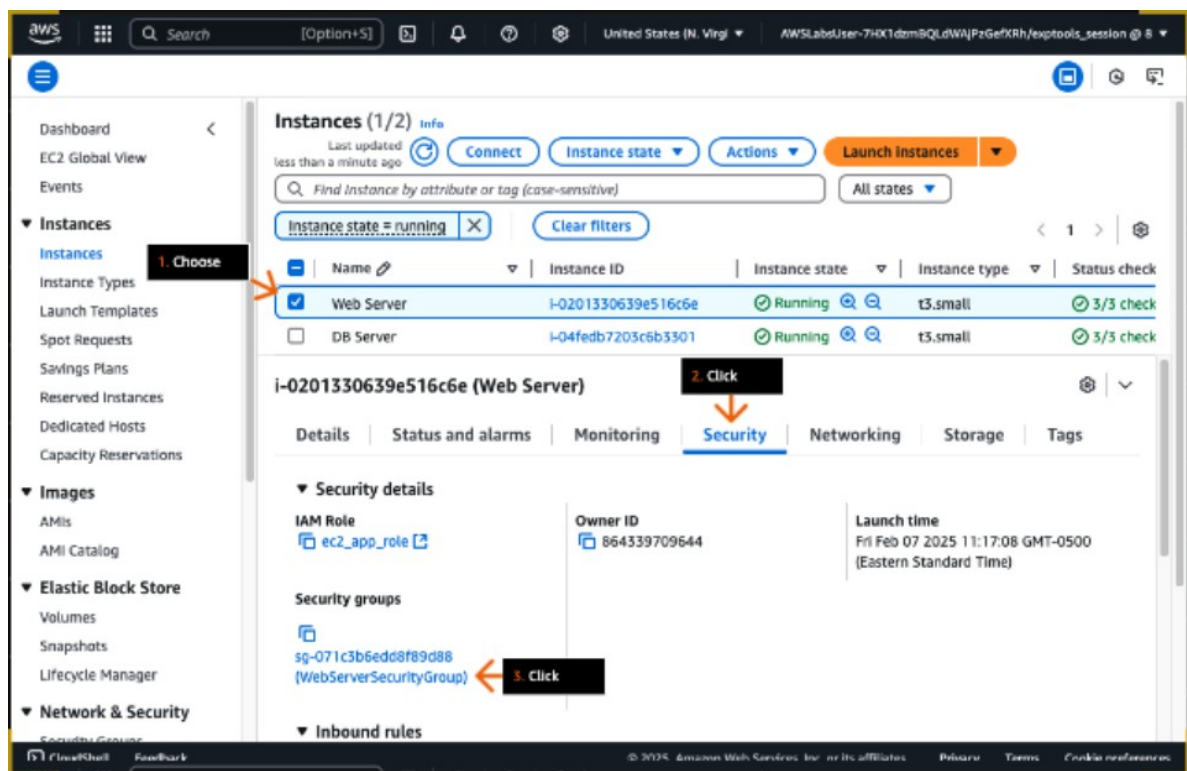 aws
Search [Option+S] United States (N. Virgi AWSLabsUser-7HX1dzmBQLdWAjPzGefXRh/exptools_session @ 8
Dashboard
EC2 Global View
Events
Instances
Instances
Instance Types
Launch Templates
Spot Requests
Savings Plans
Reserved Instances
Dedicated Hosts
Capacity Reservations
Images
AMIs
AMI Catalog
Elastic Block Store
Volumes
Snapshots
Lifecycle Manager
Network & Security
Security Groups
1. Choose
Instances (1/2) Info
Last updated
less than a minute ago
Connect Instance state Actions Launch instances
Find Instance by attribute or tag (case-sensitive) All states
Instance state = running Clear filters
1
Name Instance ID Instance state Instance type Status check
Web Server i-0201330639e516c6e Running t3.small 3/3 check
DB Server i-04fedb7203c6b3301 Running t3.small 3/3 check
i-0201330639e516c6e (Web Server)
2. Click
Details Status and alarms Monitoring Security Networking Storage Tags
Security details
IAM Role
ec2_app_role
Owner ID
864339709644
Launch time
Fri Feb 07 2025 11:17:08 GMT-0500
(Eastern Standard Time)
Security groups
sg-071c3b6edd8f89d88
(WebServerSecurityGroup)
3. Click
Inbound rules
CloudShell Feedback © 2025, Amazon Web Services, Inc. or its affiliates. Privacy Terms Cookie preferences